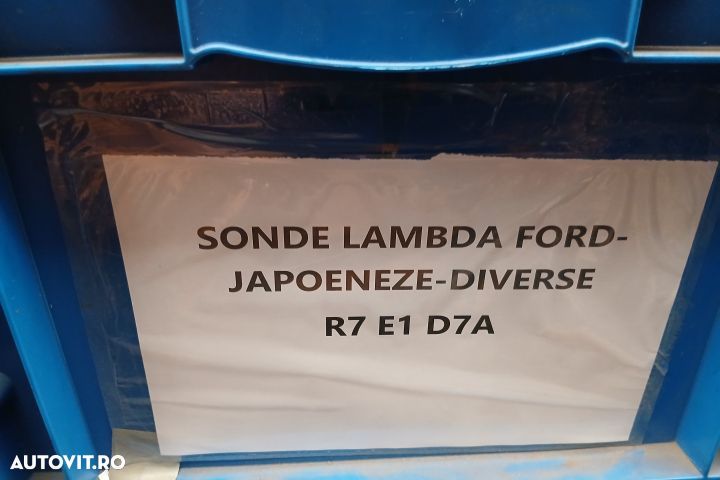 SONDE LAMBDA FORD-
JAPOENEZE-DIVERSE
R7 E1 D7A
AUTOVIT.RO